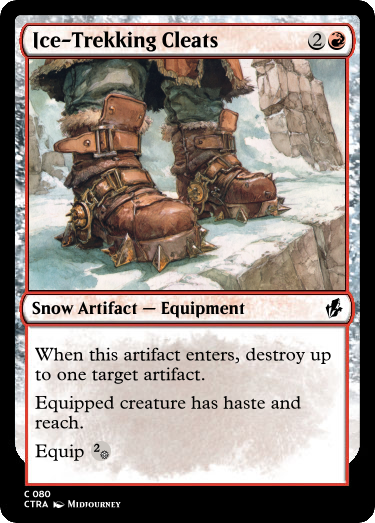 Ice-Trekking Cleats 2
Snow Artifact — Equipment
When this artifact enters, destroy up
to one target artifact.
Equipped creature has haste and
reach.
Equip 2
C 080
CTRA Midjourney